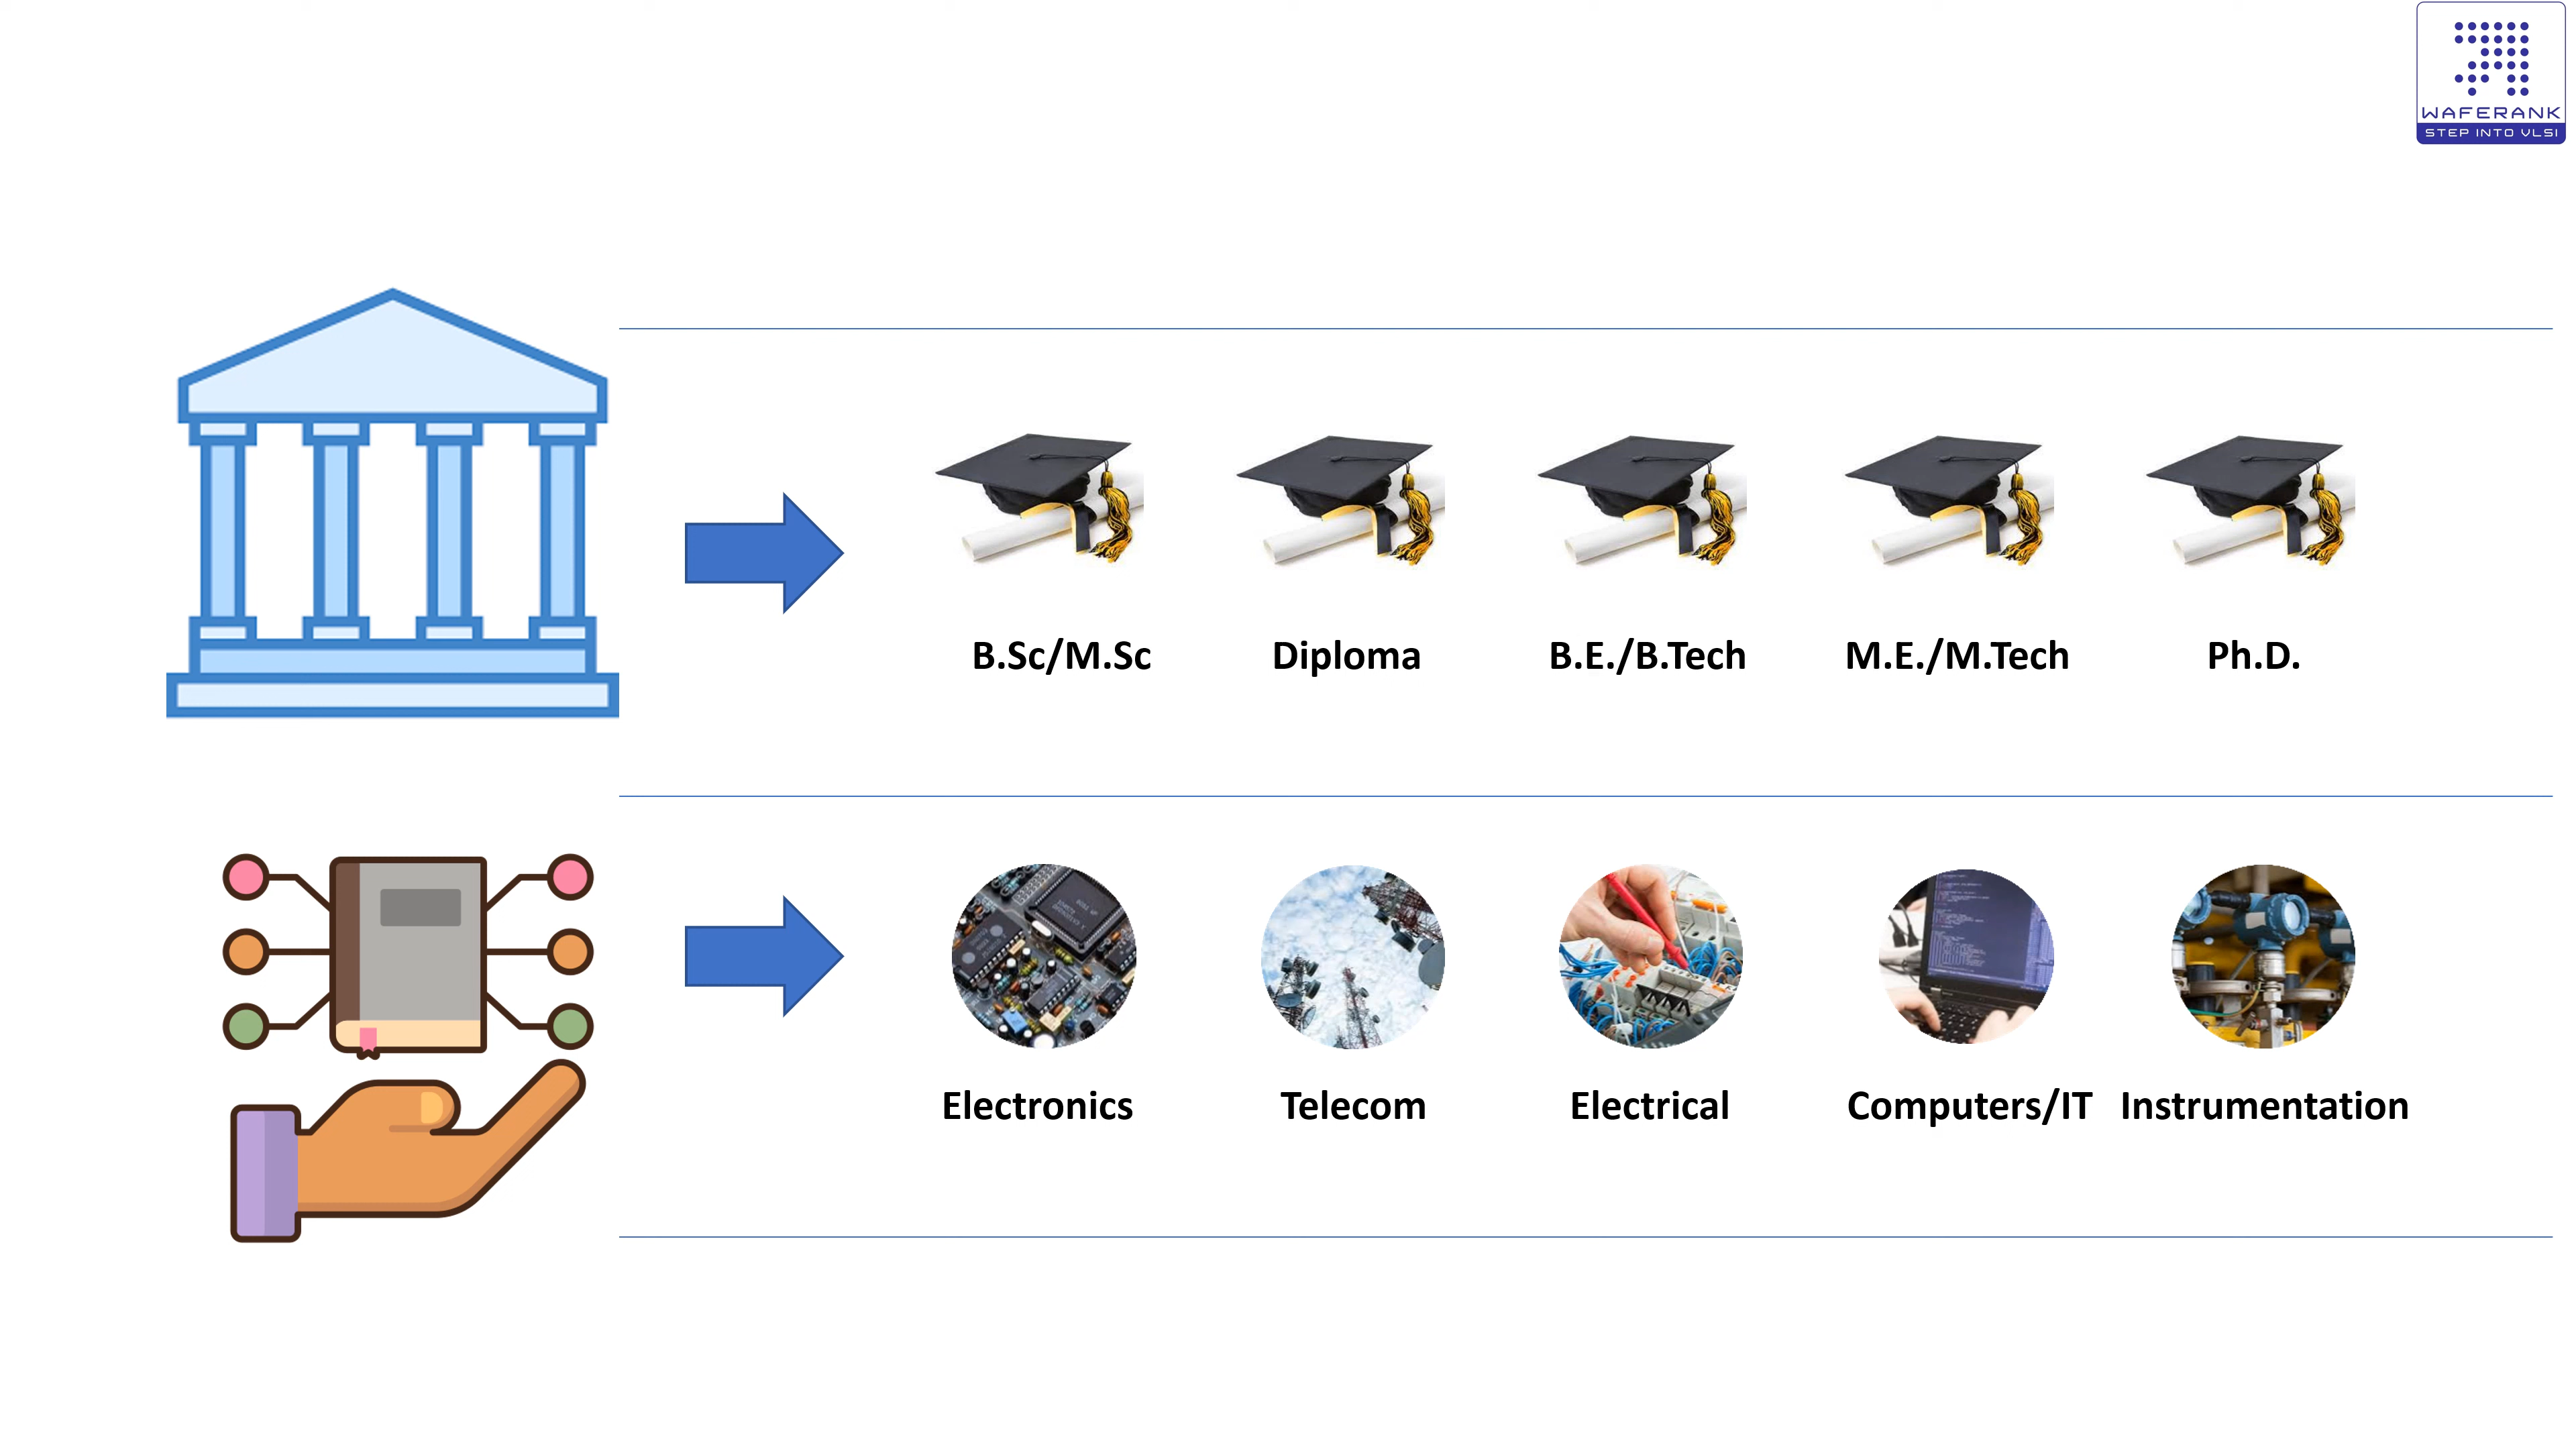 WAFERANK
STEP INTO VLSI
B.Sc/M.Sc Diploma B.E./B.Tech M.E./M.Tech Ph.D.
Electronics Telecom Electrical Computers/IT Instrumentation